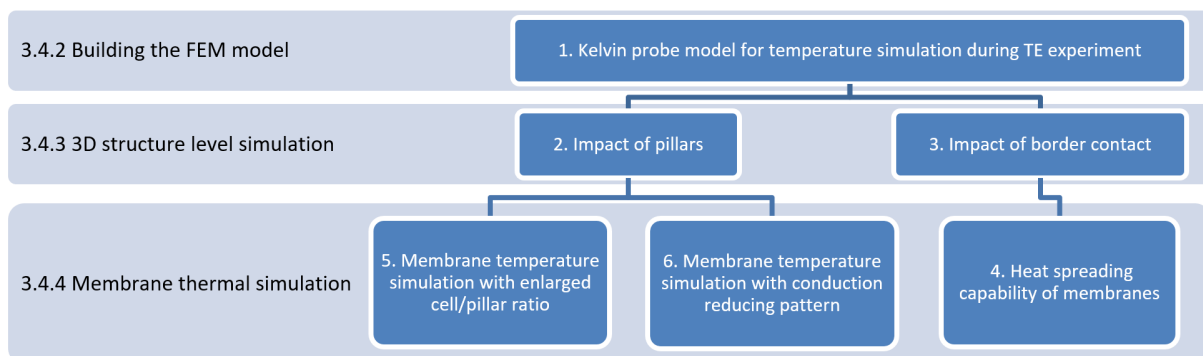 3.4.2 Building the FEM model
1. Kelvin probe model for temperature simulation during TE experiment
3.4.3 3D structure level simulation
2. Impact of pillars
3. Impact of border contact
3.4.4 Membrane thermal simulation
5. Membrane temperature
simulation with enlarged
cell/pillar ratio
6. Membrane temperature
simulation with conduction
reducing pattern
4. Heat spreading
capability of membranes